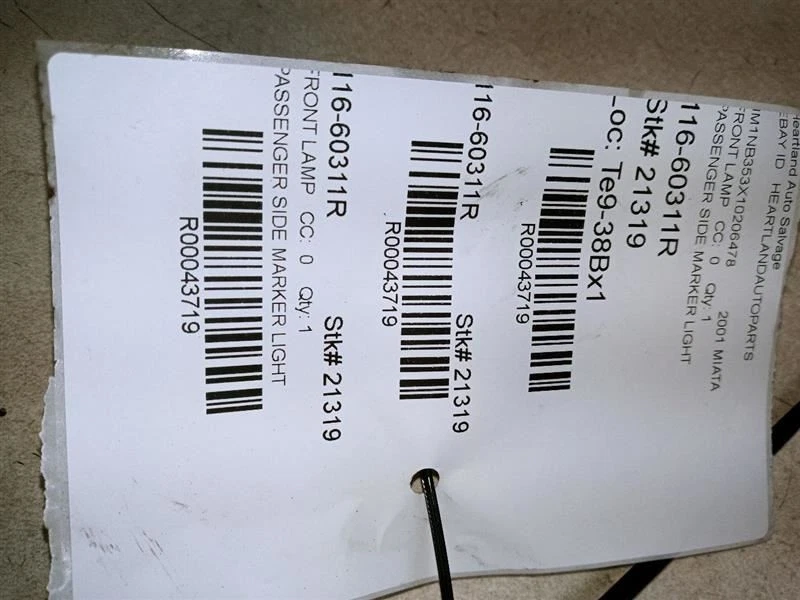 Heartland Auto Salvage
EBAY ID HEARTLANDAUTOPARTS
JM1NB353X10206478 2001 MIATA
FRONT LAMP CC: 0 Qty: 1
PASSENGER SIDE MARKER LIGHT
116-60311R
Stk# 21319
Loc: Te9-38Bx1
R00043719
116-60311R Stk# 21319
R00043719
116-60311R Stk# 21319
FRONT LAMP CC: 0 Qty: 1
PASSENGER SIDE MARKER LIGHT
R00043719